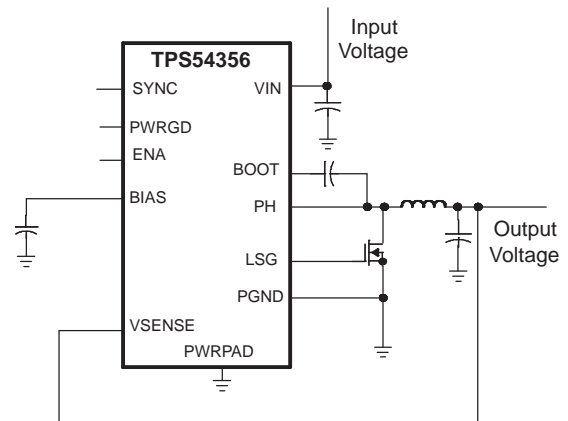 Input
Voltage
TPS54356
SYNC
VIN
PWRGD
ENA
BOOT
BIAS
PH
Output
Voltage
LSG
PGND
VSENSE
PWRPAD